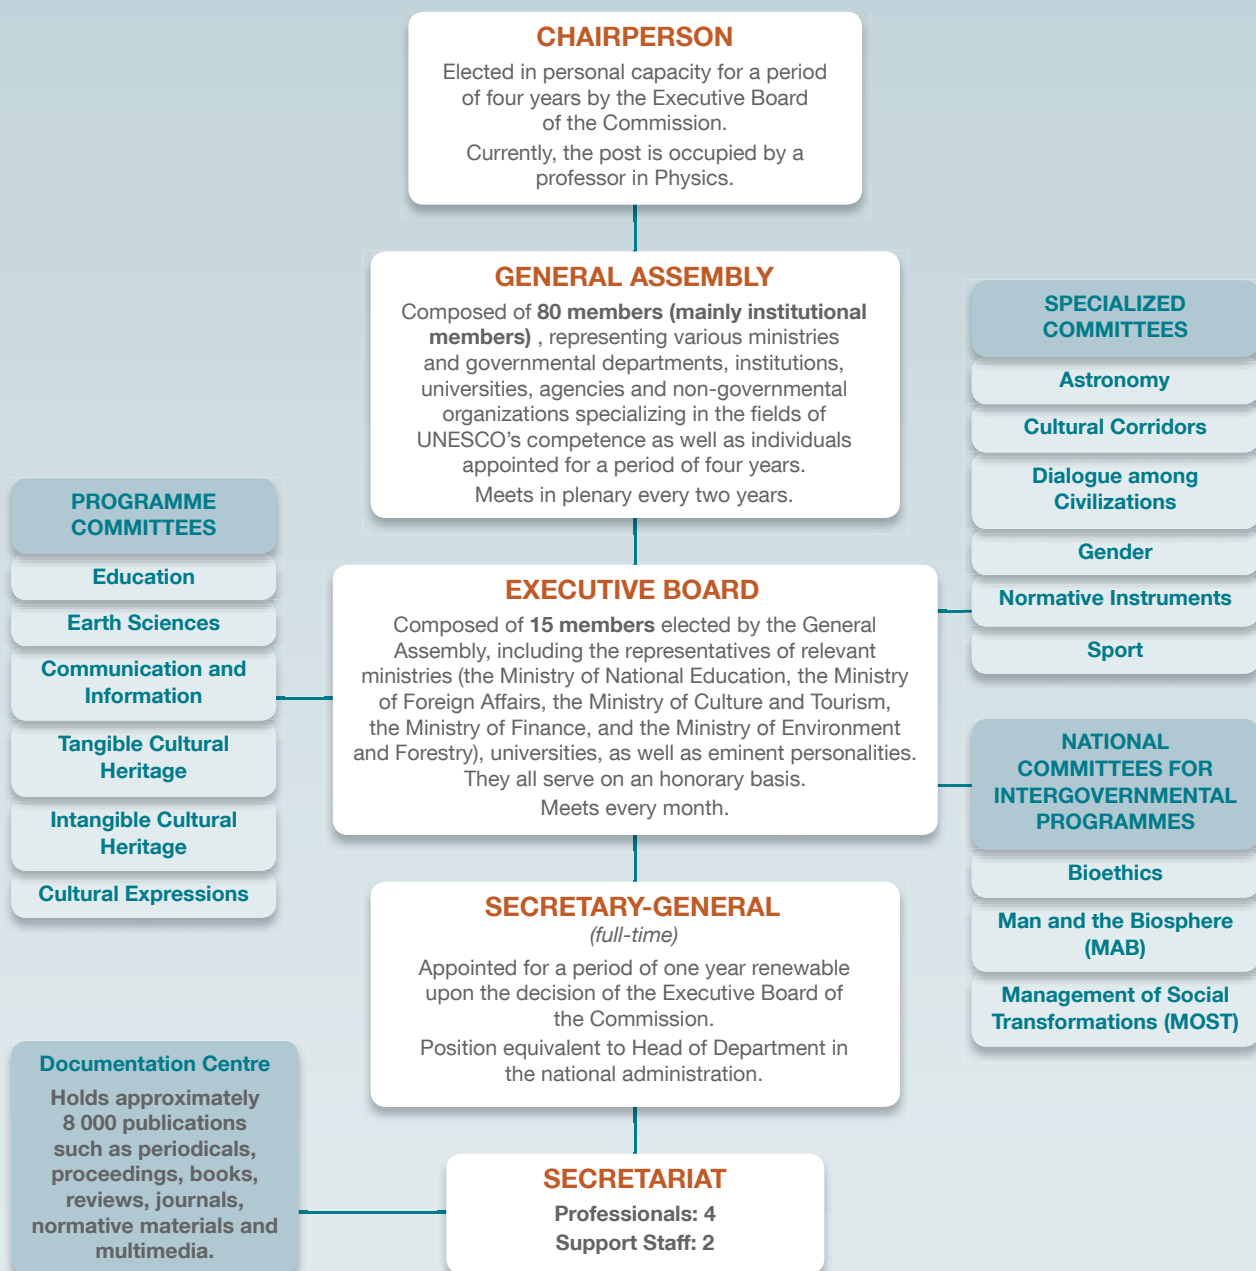 CHAIRPERSON
Elected in personal capacity for a period
of four years by the Executive Board
of the Commission.
Currently, the post is occupied by a
professor in Physics.
GENERAL ASSEMBLY
Composed of 80 members (mainly institutional
members) , representing various ministries
and governmental departments, institutions,
universities, agencies and non-governmental
organizations specializing in the fields of
UNESCO's competence as well as individuals
appointed for a period of four years.
Meets in plenary every two years.
SPECIALIZED
COMMITTEES
Astronomy
Cultural Corridors
Dialogue among
Civilizations
Gender
Normative Instruments
Sport
PROGRAMME
COMMITTEES
Education
Earth Sciences
Communication and
Information
Tangible Cultural
Heritage
Intangible Cultural
Heritage
Cultural Expressions
EXECUTIVE BOARD
Composed of 15 members elected by the General
Assembly, including the representatives of relevant
ministries (the Ministry of National Education, the Ministry
of Foreign Affairs, the Ministry of Culture and Tourism,
the Ministry of Finance, and the Ministry of Environment
and Forestry), universities, as well as eminent personalities.
They all serve on an honorary basis.
Meets every month.
NATIONAL
COMMITTEES FOR
INTERGOVERNMENTAL
PROGRAMMES
Bioethics
Man and the Biosphere
(MAB)
Management of Social
Transformations (MOST)
SECRETARY-GENERAL
(full-time)
Appointed for a period of one year renewable
upon the decision of the Executive Board of
the Commission.
Position equivalent to Head of Department in
the national administration.
Documentation Centre
Holds approximately
8 000 publications
such as periodicals,
proceedings, books,
reviews, journals,
normative materials and
multimedia.
SECRETARIAT
Professionals: 4
Support Staff: 2